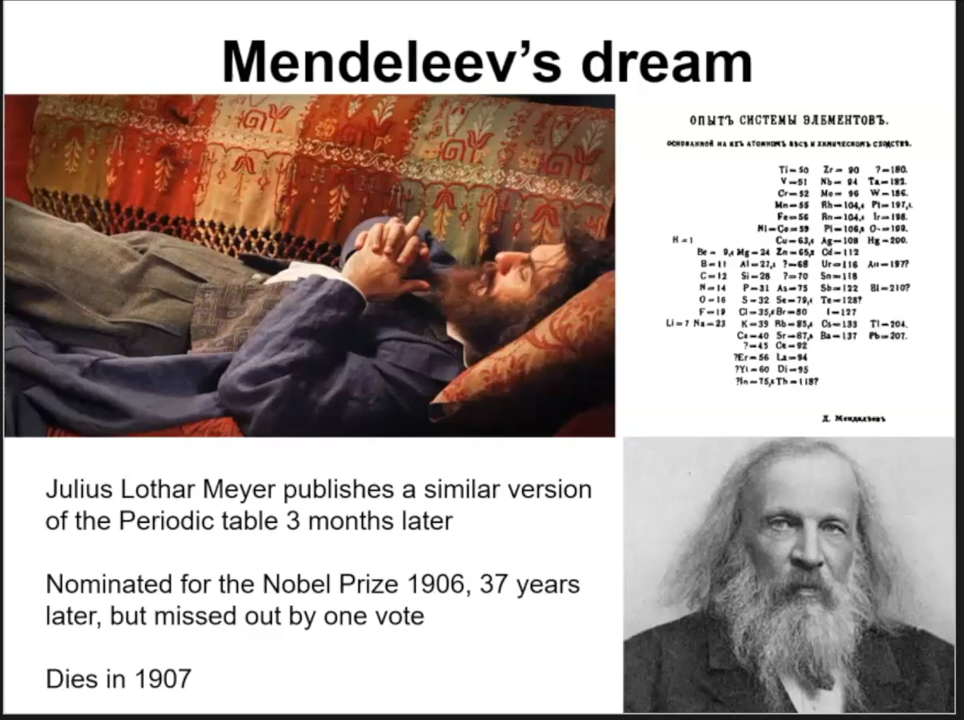 Mendeleev's dream
ОПЫТЪ СИСТЕМЫ ЭЛЕМЕНТОВЪ.
ОСНОВАННОЙ НА ИХЪ АТОМНОМЪ ВѢСѢ И ХИМИЧЕСКОМЪ СХОДСТВѢ.
Ti=50 Zr=90 ?=180.
V=51 Nb=94 Ta=182.
Cr=52 Mo=96 W=186.
Mn=55 Rh=104,4 Pt=197,4.
Fe=56 Rn=104,4 Ir=198.
Ni=Co=59 Pl=106,6 O-=199.
H=1 Cu=63,4 Ag=108 Hg=200.
Be=9,4 Mg=24 Zn=65,2 Cd=112
B=11 Al=27,4 ?=68 Ur=116 Au=197?
C=12 Si=28 ?=70 Sn=118
N=14 P=31 As=75 Sb=122 Bi=210?
O=16 S=32 Se=79,4 Te=128?
F=19 Cl=35,5 Br=80 I=127
Li=7 Na=23 K=39 Rb=85,4 Cs=133 Tl=204.
Ca=40 Sr=87,6 Ba=137 Pb=207.
?=45 Ce=92
?Er=56 La=94
?Yt=60 Di=95
?In=75,6 Th=118?
Д. Менделѣевъ
Julius Lothar Meyer publishes a similar version
of the Periodic table 3 months later
Nominated for the Nobel Prize 1906, 37 years
later, but missed out by one vote
Dies in 1907